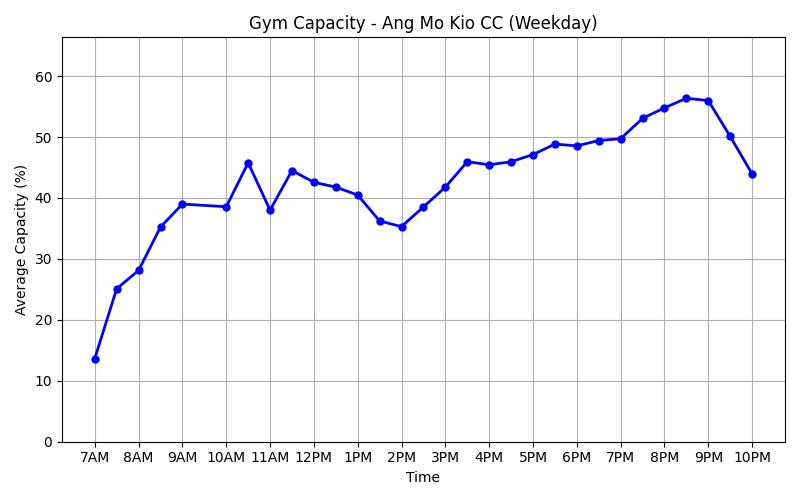 Gym Capacity - Ang Mo Kio CC (Weekday)
Average Capacity (%)
60
50
40
30
20
10
0
7AM 8AM 9AM 10AM 11AM 12PM 1PM 2PM 3PM 4PM 5PM 6PM 7PM 8PM 9PM 10PM
Time